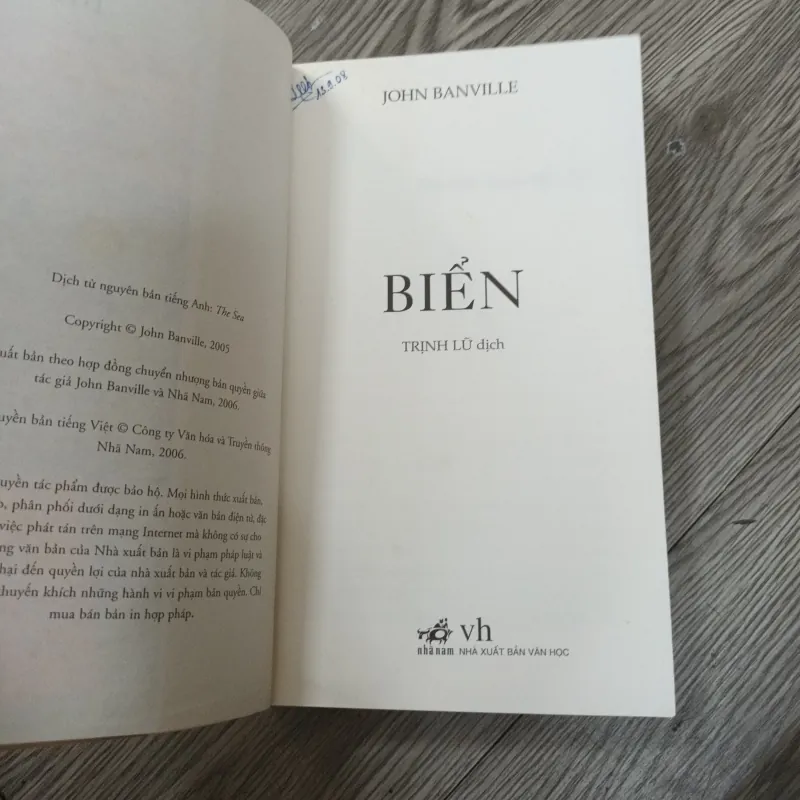 Dịch từ nguyên bản tiếng Anh: The Sea
Copyright © John Banville, 2005
uất bản theo hợp đồng chuyển nhượng bản quyền giữa
tác giả John Banville và Nhã Nam, 2006.
uyền bản tiếng Việt © Công ty Văn hóa và Truyền thông
Nhã Nam, 2006.
uyền tác phẩm được bảo hộ. Mọi hình thức xuất bản,
o, phân phối dưới dạng in ấn hoặc văn bản điện tử, đặc
việc phát tán trên mạng Internet mà không có sự cho
ng văn bản của Nhà xuất bản là vi phạm pháp luật và
hại đến quyền lợi của nhà xuất bản và tác giả. Không
huyến khích những hành vi vi phạm bản quyền. Chỉ
mua bán bản in hợp pháp.
13.9.08
JOHN BANVILLE
BIỂN
TRỊNH LỮ dịch
nhã nam
vh
NHÀ XUẤT BẢN VĂN HỌC